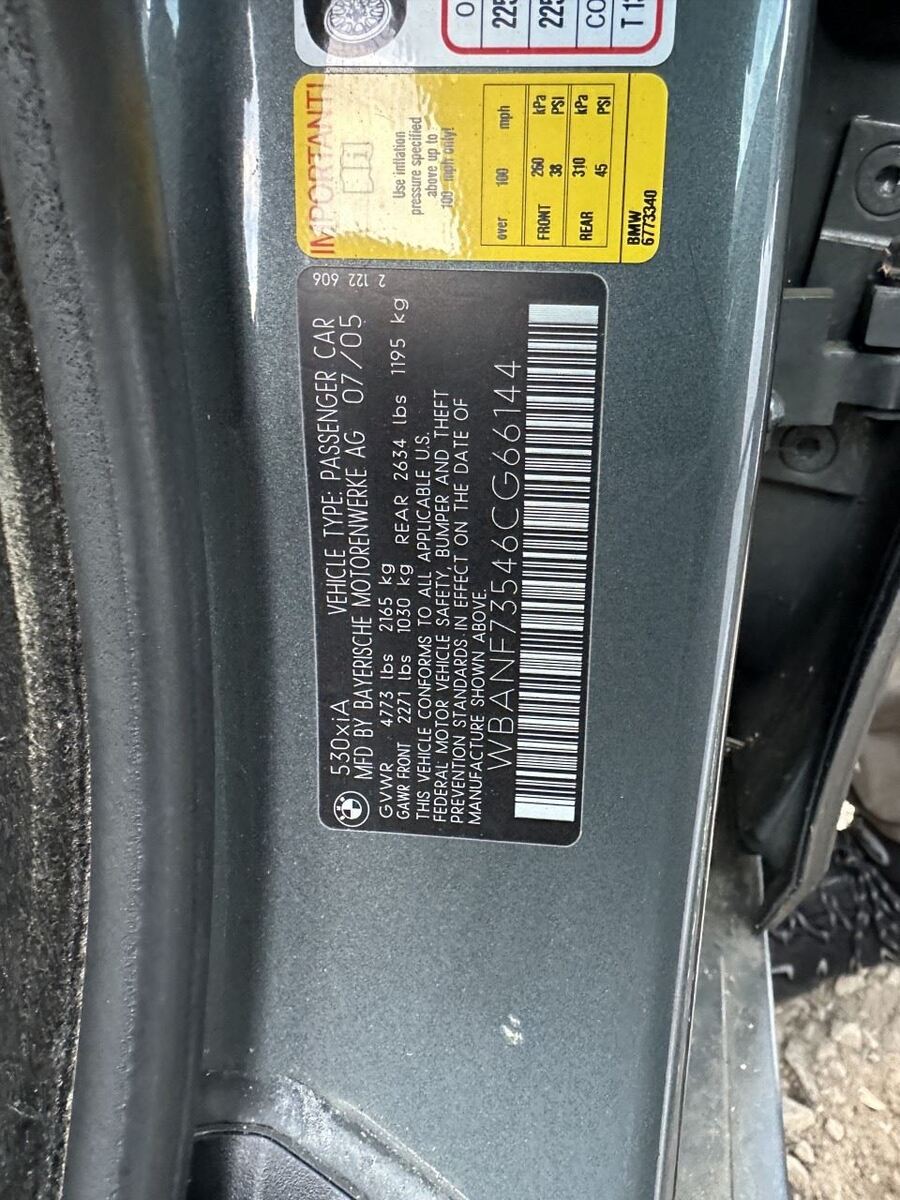 O
225
225
CO
T 13
IMPORTANT!
Use inflation
pressure specified
above up to
100 mph only!
over 100 mph
FRONT 260 kPa
38 PSI
REAR 310 kPa
45 PSI
BMW
6773340
2 122 606
530xiA VEHICLE TYPE: PASSENGER CAR
MFD BY BAYERISCHE MOTORENWERKE AG 07/05
GVWR 4773 lbs 2165 kg
GAWR FRONT 2271 lbs 1030 kg REAR 2634 lbs 1195 kg
THIS VEHICLE CONFORMS TO ALL APPLICABLE U.S.
FEDERAL MOTOR VEHICLE SAFETY, BUMPER AND THEFT
PREVENTION STANDARDS IN EFFECT ON THE DATE OF
MANUFACTURE SHOWN ABOVE.
WBANF73546CG66144